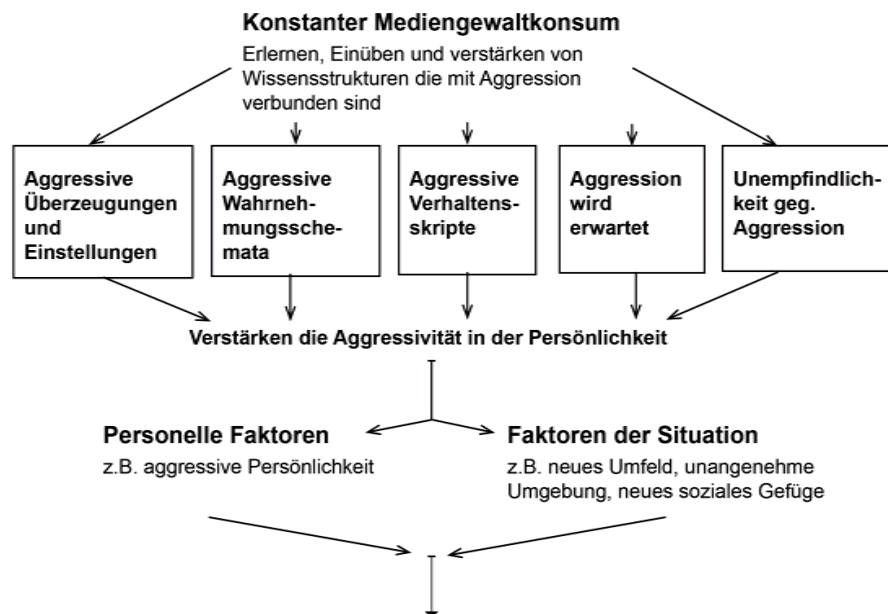 Konstanter Mediengewaltkonsum
Erlernen, Einüben und verstärken von
Wissensstrukturen die mit Aggression
verbunden sind
Aggressive
Überzeugungen
und
Einstellungen
Aggressive
Wahrneh-
mungssche-
mata
Aggressive
Verhaltens-
skripte
Aggression
wird
erwartet
Unempfindlich-
keit geg.
Aggression
Verstärken die Aggressivität in der Persönlichkeit
Personelle Faktoren
z.B. aggressive Persönlichkeit
Faktoren der Situation
z.B. neues Umfeld, unangenehme
Umgebung, neues soziales Gefüge